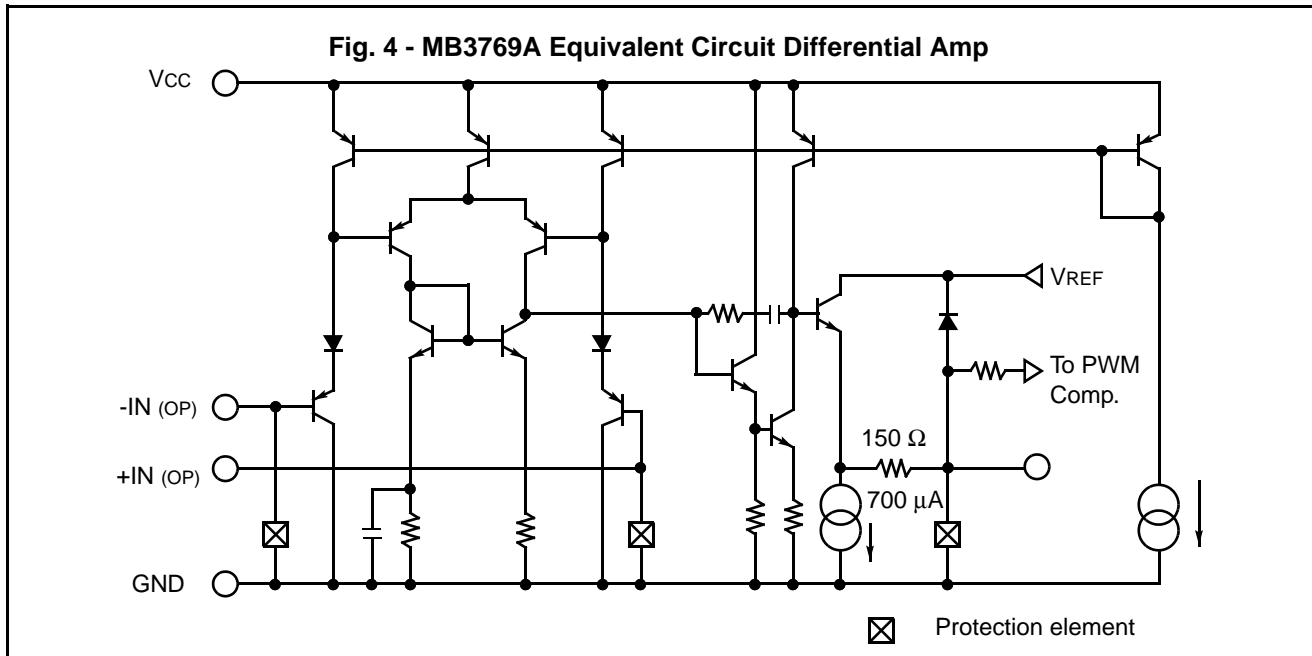 Fig. 4 - MB3769A Equivalent Circuit Differential Amp
VCC
VREF
To PWM
Comp.
-IN (OP)
150 Ω
+IN (OP)
700 µA
GND
Protection element